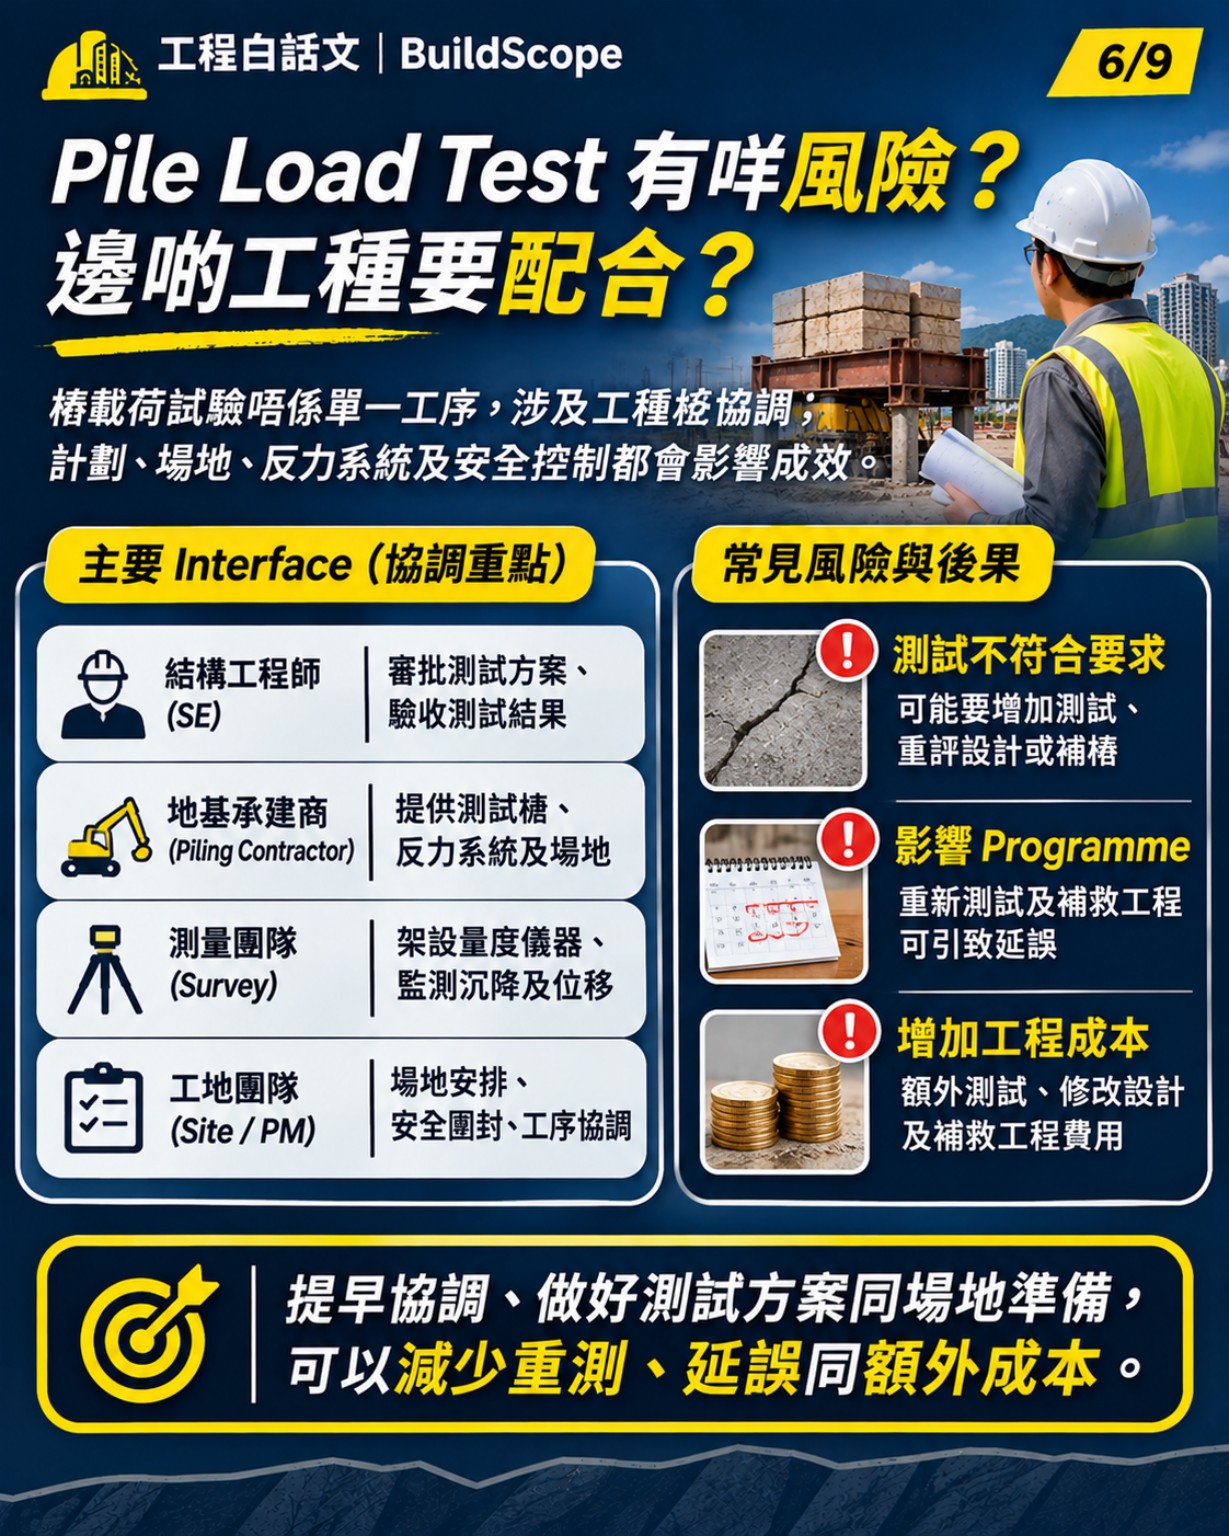 工程白話文｜BuildScope
6/9
Pile Load Test 有咩風險？
邊啲工種要配合？
樁載荷試驗唔係單一工序，涉及工種協調；
計劃、場地、反力系統及安全控制都會影響成效。
主要 Interface（協調重點）
結構工程師
(SE)
審批測試方案、
驗收測試結果
地基承建商
(Piling Contractor)
提供測試樁、
反力系統及場地
測量團隊
(Survey)
架設量度儀器、
監測沉降及位移
工地團隊
(Site / PM)
場地安排、
安全圍封、工序協調
常見風險與後果
測試不符合要求
可能要增加測試、
重評設計或補樁
影響 Programme
重新測試及補救工程
可引致延誤
增加工程成本
額外測試、修改設計
及補救工程費用
提早協調、做好測試方案同場地準備，
可以減少重測、延誤同額外成本。